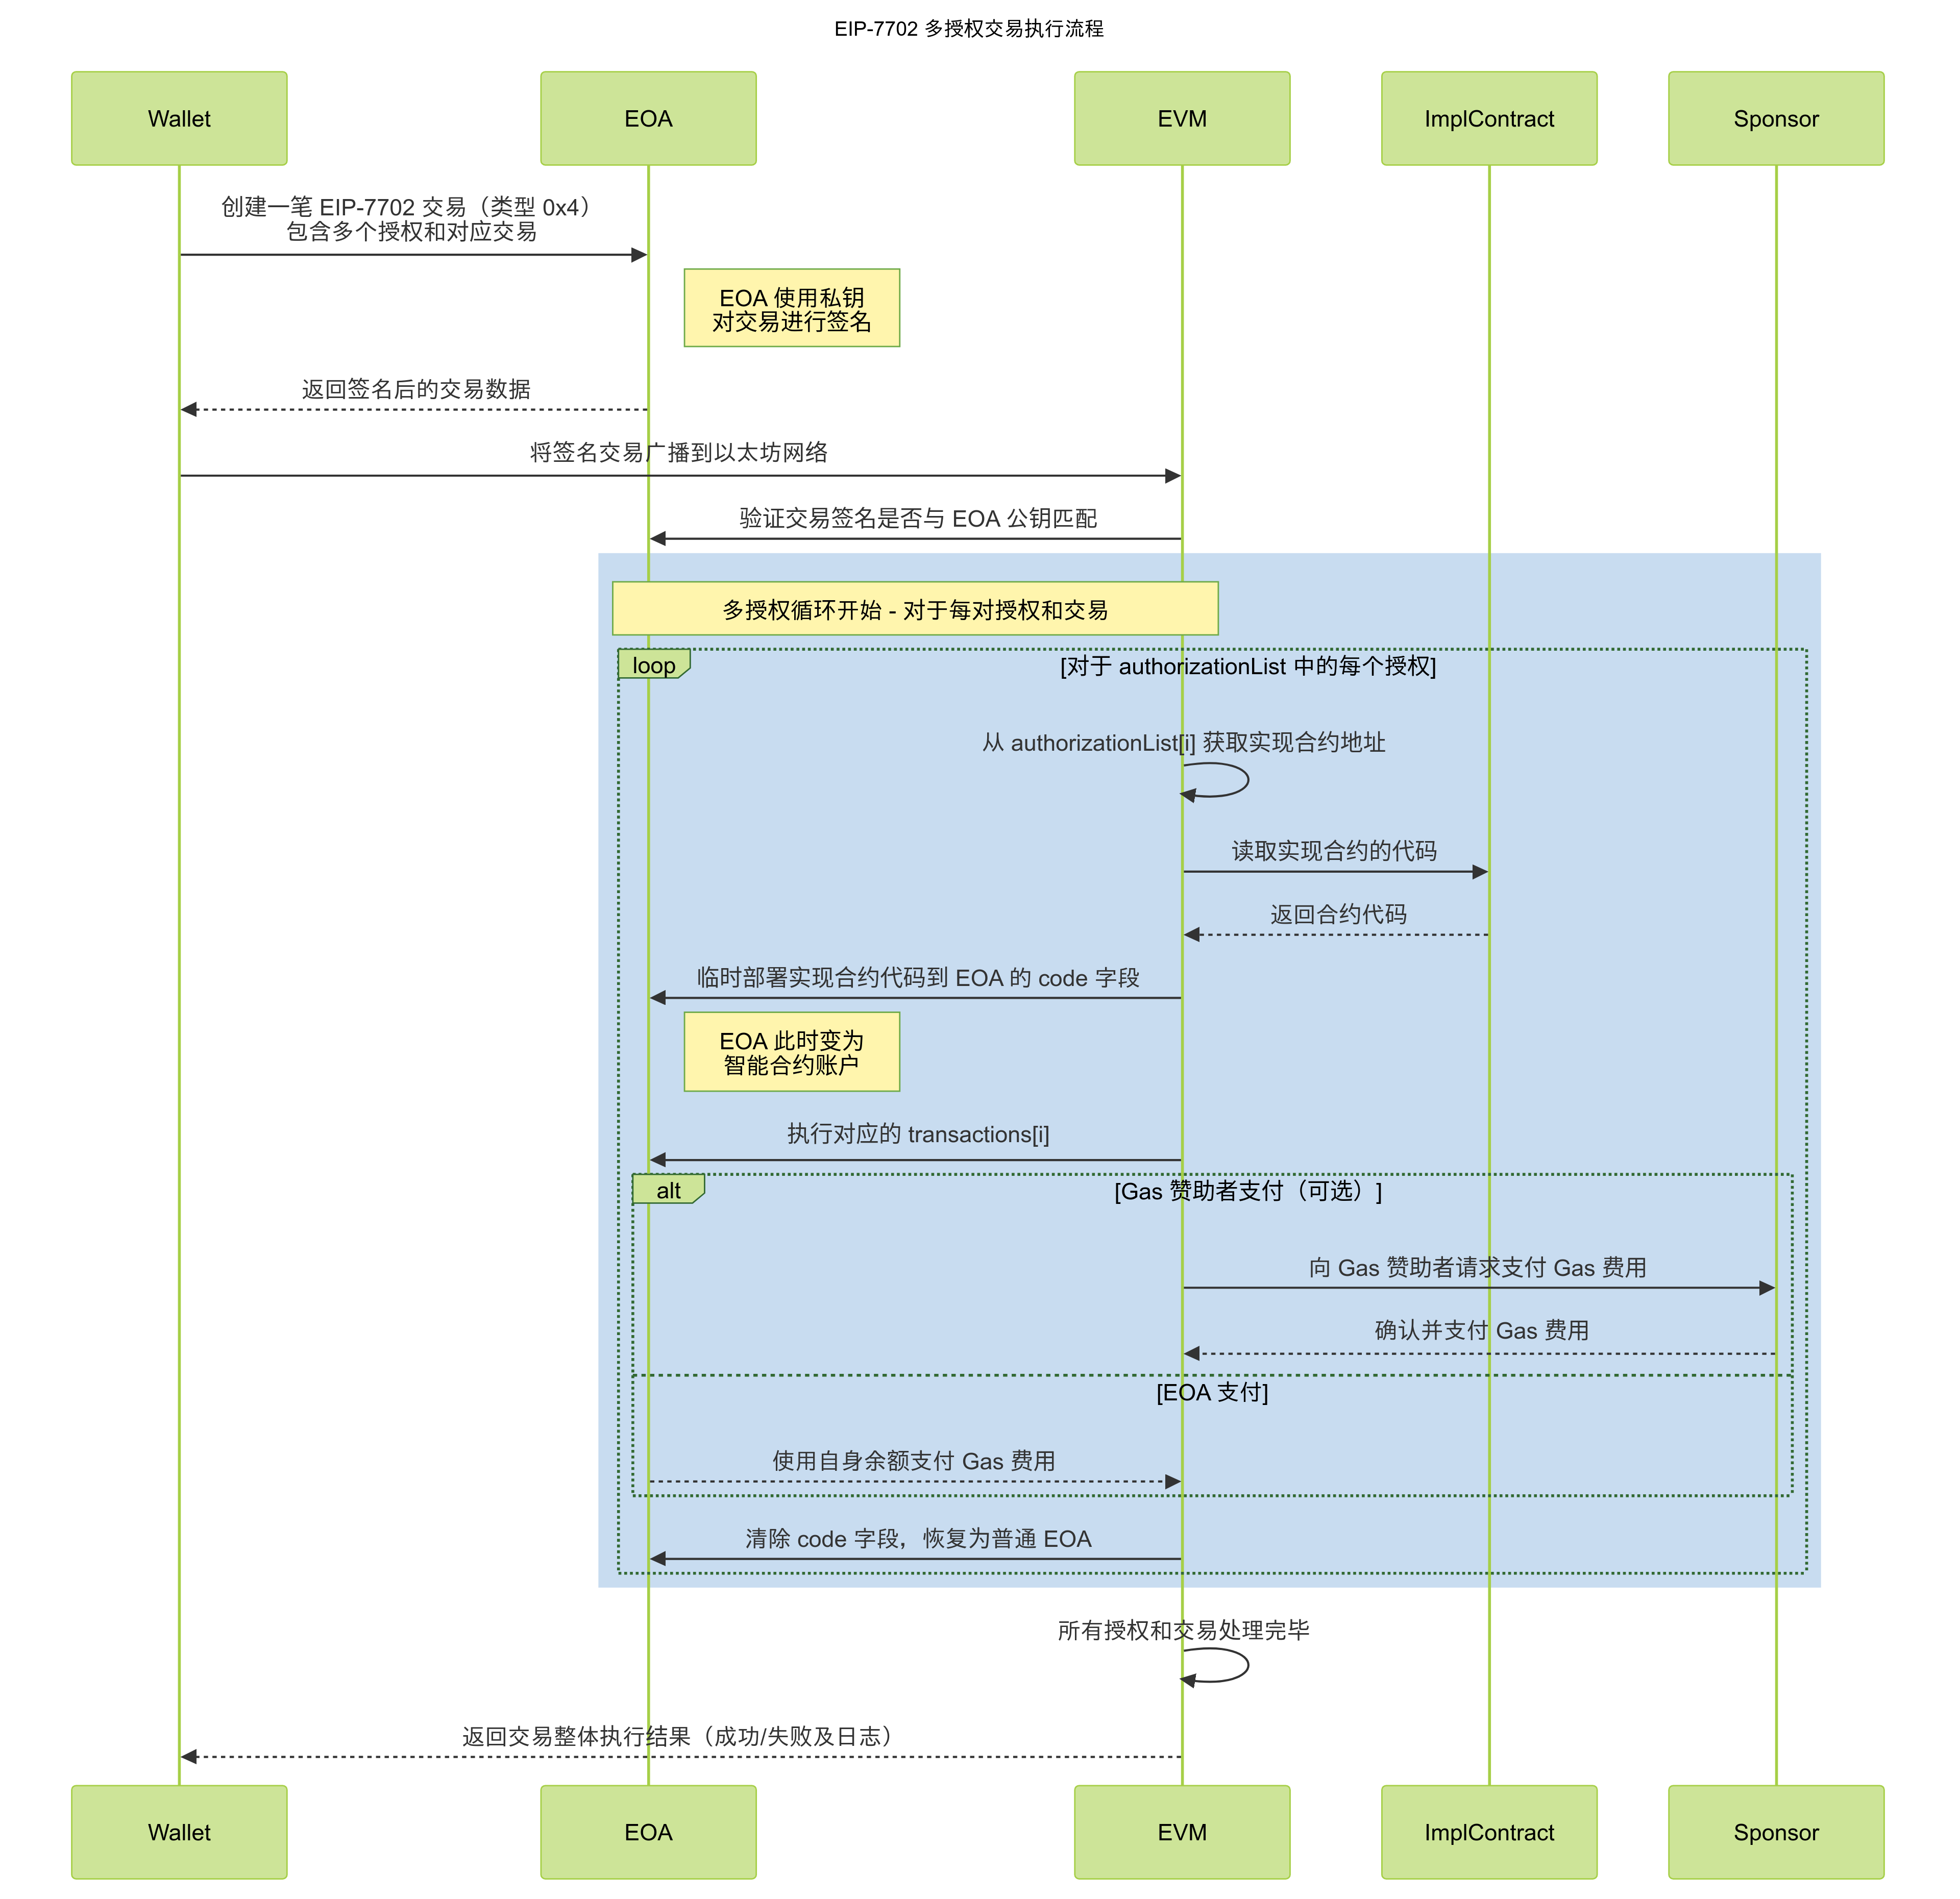 EIP-7702 多授权交易执行流程
Wallet
EOA
EVM
ImplContract
Sponsor
创建一笔 EIP-7702 交易（类型 0x4）
包含多个授权和对应交易
EOA 使用私钥
对交易进行签名
返回签名后的交易数据
将签名交易广播到以太坊网络
验证交易签名是否与 EOA 公钥匹配
多授权循环开始 - 对于每对授权和交易
loop
[对于 authorizationList 中的每个授权]
从 authorizationList[i] 获取实现合约地址
读取实现合约的代码
返回合约代码
临时部署实现合约代码到 EOA 的 code 字段
EOA 此时变为
智能合约账户
执行对应的 transactions[i]
alt
[Gas 赞助者支付（可选）]
向 Gas 赞助者请求支付 Gas 费用
确认并支付 Gas 费用
[EOA 支付]
使用自身余额支付 Gas 费用
清除 code 字段，恢复为普通 EOA
所有授权和交易处理完毕
返回交易整体执行结果（成功/失败及日志）
Wallet
EOA
EVM
ImplContract
Sponsor